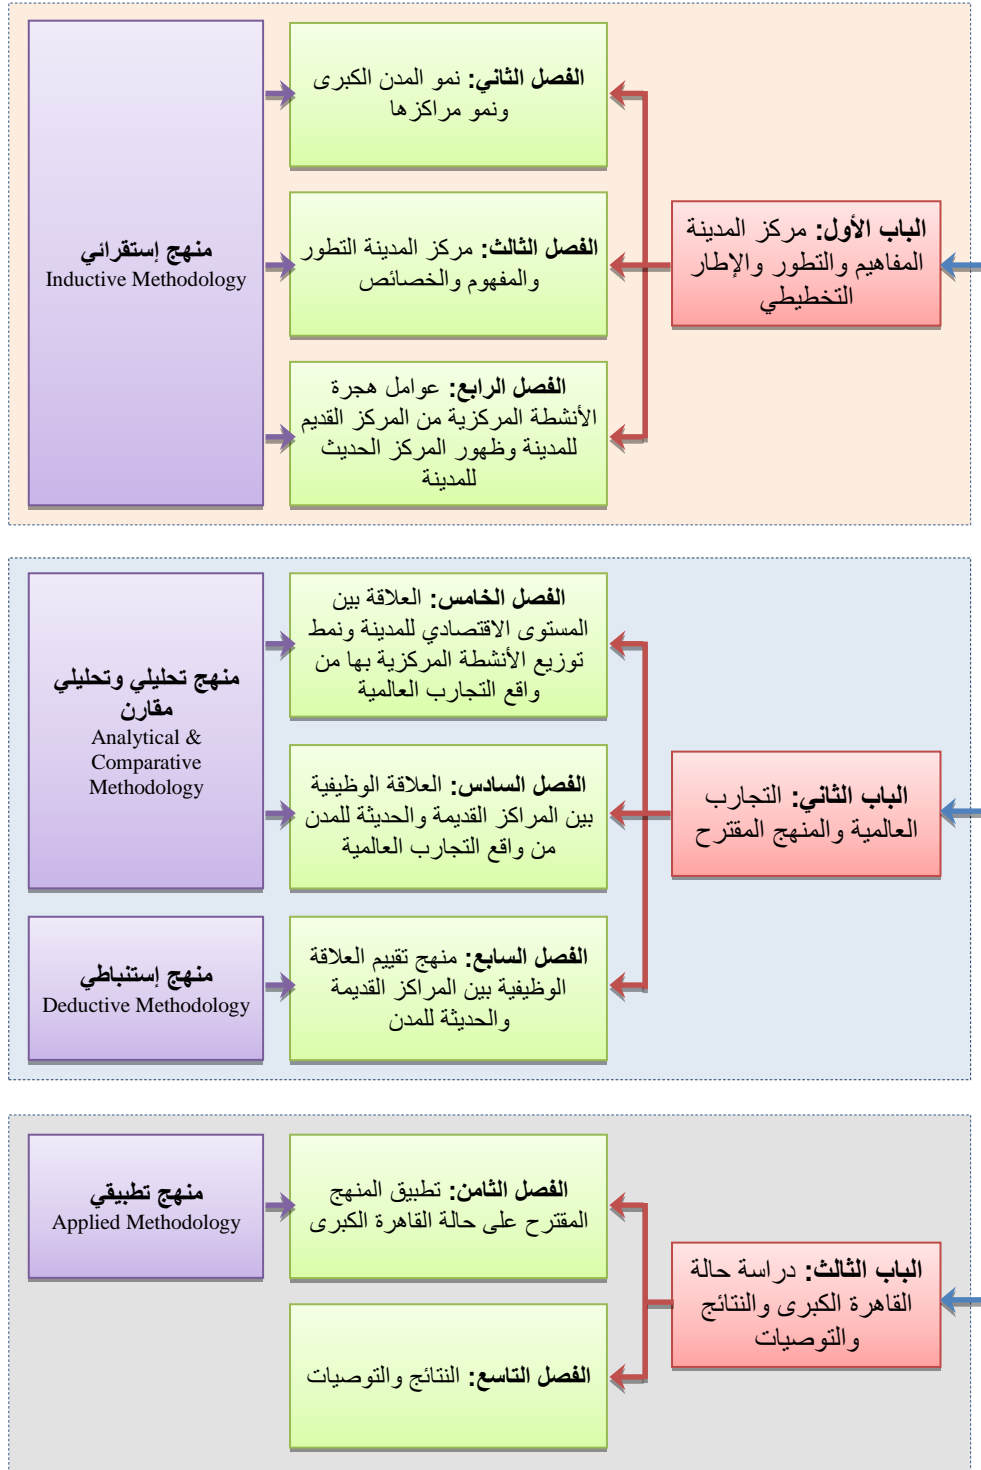 الباب الأول: مركز المدينة
المفاهيم والتطور والإطار
التخطيطي
الفصل الثاني: نمو المدن الكبرى
ونمو مراكزها
الفصل الثالث: مركز المدينة التطور
والمفهوم والخصائص
الفصل الرابع: عوامل هجرة
الأنشطة المركزية من المركز القديم
للمدينة وظهور المركز الحديث
للمدينة
منهج إستقرائي
Inductive Methodology
الباب الثاني: التجارب
العالمية والمنهج المقترح
الفصل الخامس: العلاقة بين
المستوى الاقتصادي للمدينة ونمط
توزيع الأنشطة المركزية بها من
واقع التجارب العالمية
الفصل السادس: العلاقة الوظيفية
بين المراكز القديمة والحديثة للمدن
من واقع التجارب العالمية
الفصل السابع: منهج تقييم العلاقة
الوظيفية بين المراكز القديمة
والحديثة للمدن
منهج تحليلي وتحليلي
مقارن
Analytical &
Comparative
Methodology
منهج إستنباطي
Deductive Methodology
الباب الثالث: دراسة حالة
القاهرة الكبرى والنتائج
والتوصيات
الفصل الثامن: تطبيق المنهج
المقترح على حالة القاهرة الكبرى
الفصل التاسع: النتائج والتوصيات
منهج تطبيقي
Applied Methodology